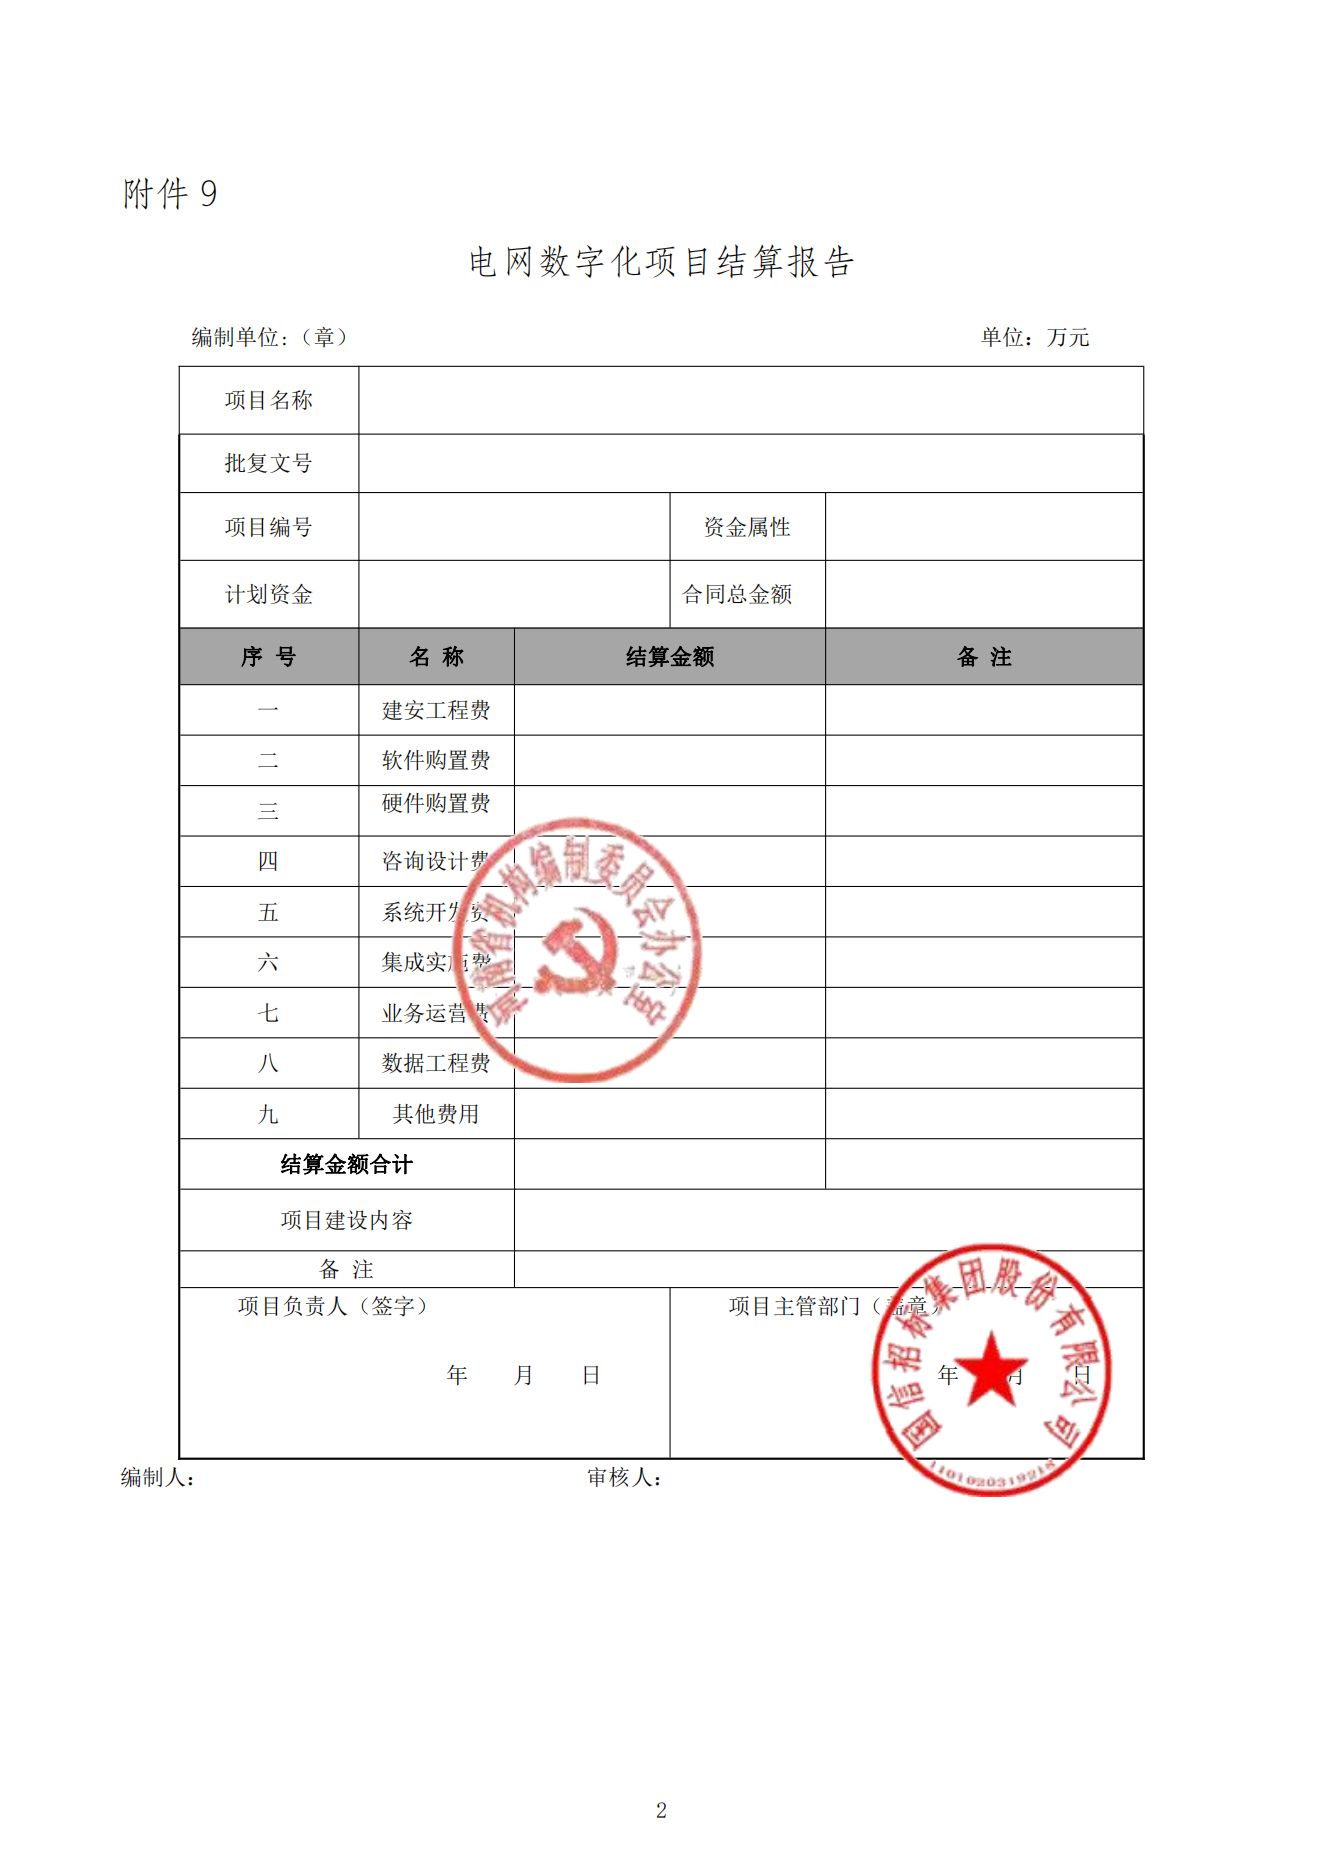 附件 9
电网数字化项目结算报告
编制单位:（章） 单位：万元
项目名称
批复文号
项目编号 资金属性
计划资金 合同总金额
序 号 名 称 结算金额 备 注
一 建安工程费
二 软件购置费
三 硬件购置费
四 咨询设计费
五 系统开发费
六 集成实施费
七 业务运营费
八 数据工程费
九 其他费用
省机构编制委员会办公室
结算金额合计
项目建设内容
备 注
项目负责人（签字） 项目主管部门（盖章）
年 月 日 年 月 日
国信招标集团股份有限公司
1101020319218
编制人： 审核人：
2